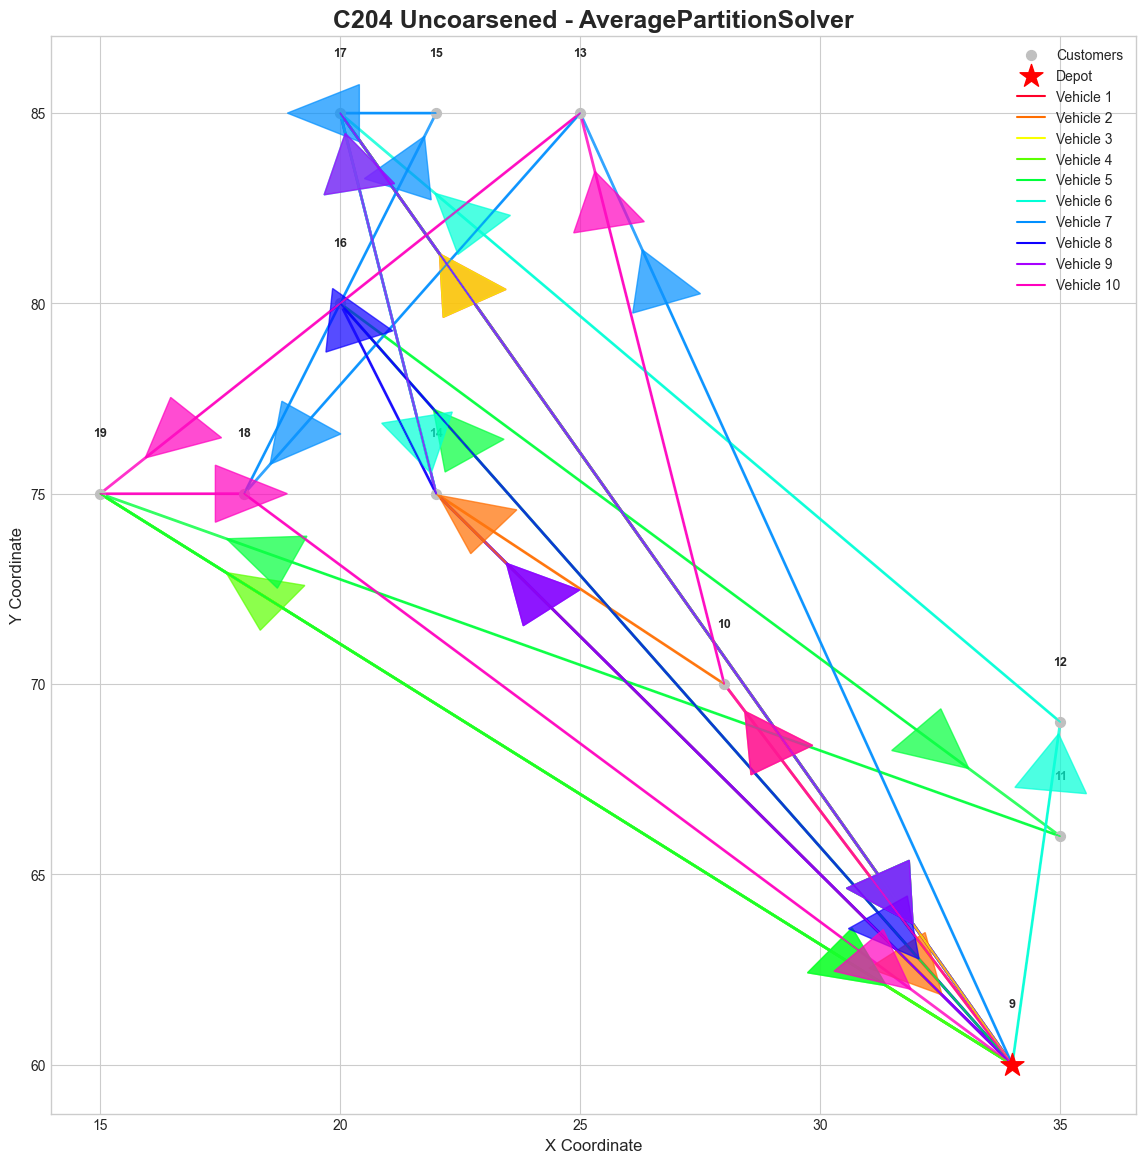 C204 Uncoarsened - AveragePartitionSolver
17
15
13
Customers
Depot
Vehicle 1
Vehicle 2
Vehicle 3
Vehicle 4
Vehicle 5
Vehicle 6
Vehicle 7
Vehicle 8
Vehicle 9
Vehicle 10
16
19
18
14
10
12
11
9
85
80
75
70
65
60
Y Coordinate
15
20
25
30
35
X Coordinate